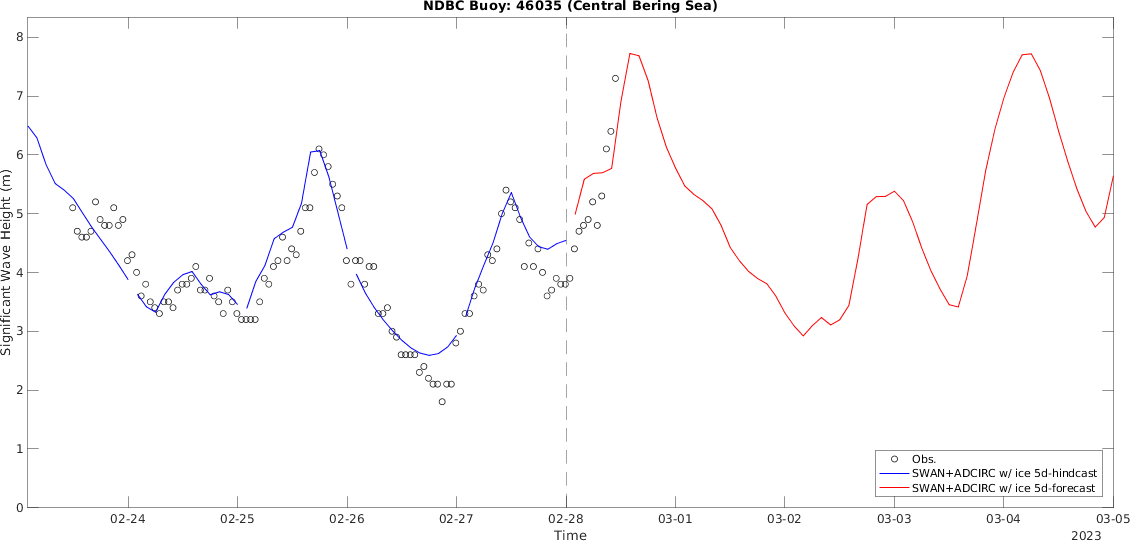 NDBC Buoy: 46035 (Central Bering Sea)
Significant Wave Height (m)
8
7
6
5
4
3
2
1
0
Obs.
SWAN+ADCIRC w/ ice 5d-hindcast
SWAN+ADCIRC w/ ice 5d-forecast
02-24 02-25 02-26 02-27 02-28 03-01 03-02 03-03 03-04 03-05
Time
2023